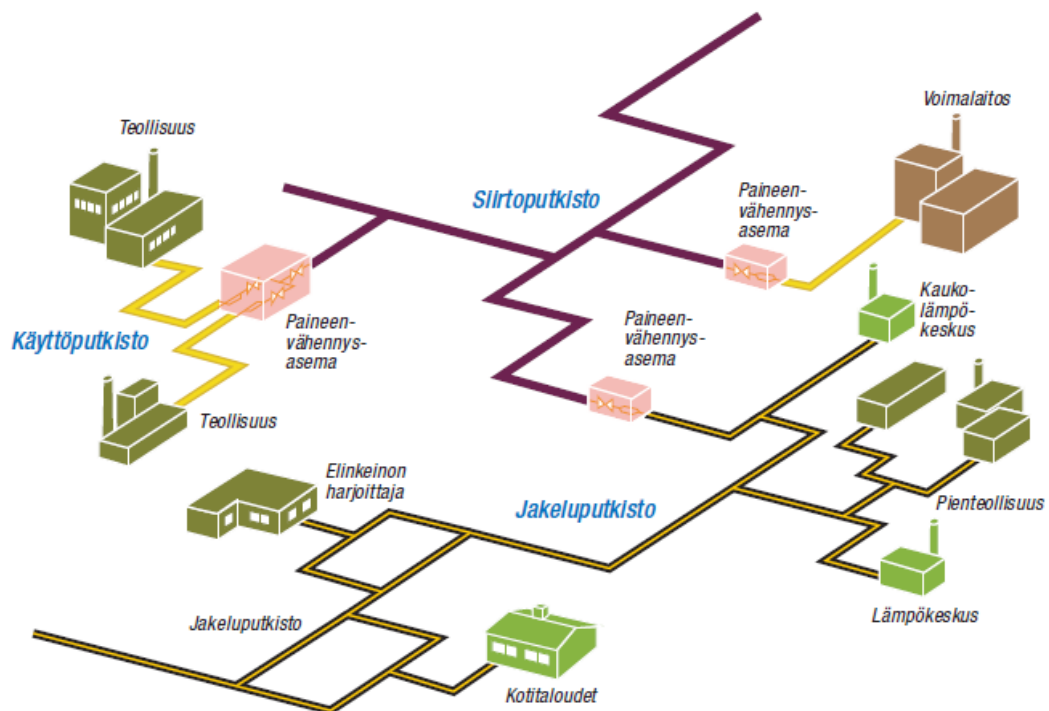 Voimalaitos
Teollisuus
Siirtoputkisto
Paineen-
vähennys-
asema
Kauko-
lämpö-
keskus
Käyttöputkisto
Paineen-
vähennys-
asema
Paineen-
vähennys-
asema
Teollisuus
Elinkeinon
harjoittaja
Jakeluputkisto
Pienteollisuus
Jakeluputkisto
Lämpökeskus
Kotitaloudet